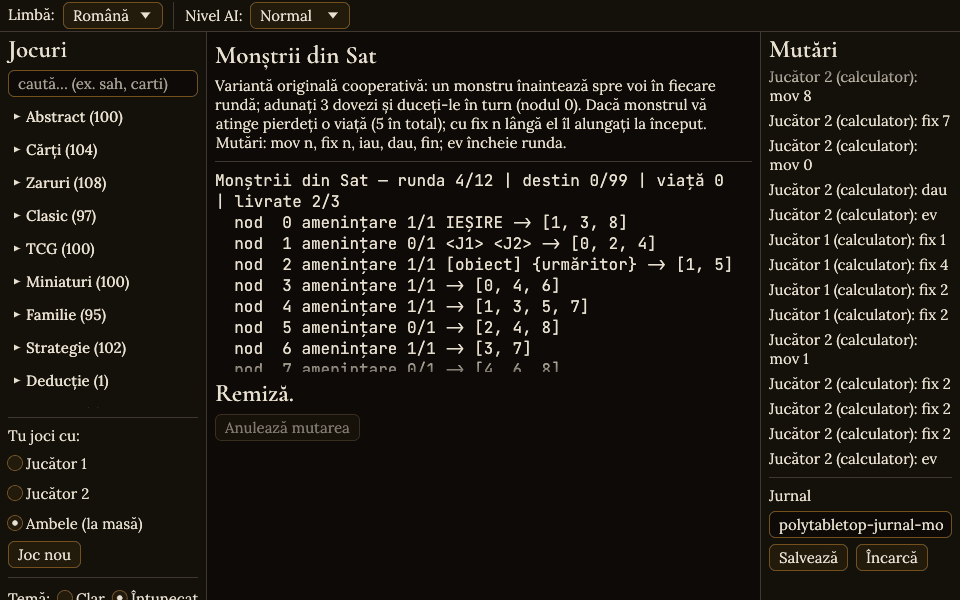 Limbă:
Română ▼
Nivel AI:
Normal ▼
Jocuri
caută... (ex. sah, carti)
▸ Abstract (100)
▸ Cărți (104)
▸ Zaruri (108)
▸ Clasic (97)
▸ TCG (100)
▸ Miniaturi (100)
▸ Familie (95)
▸ Strategie (102)
▸ Deducție (1)
Tu joci cu:
Jucător 1
Jucător 2
Ambele (la masă)
Joc nou
Temă: Clar Întunecat
Monștrii din Sat
Variantă originală cooperativă: un monstru înaintează spre voi în fiecare
rundă; adunați 3 dovezi și duceți-le în turn (nodul 0). Dacă monstrul vă
atinge pierdeți o viață (5 în total); cu fix n lângă el îl alungați la început.
Mutări: mov n, fix n, iau, dau, fin; ev încheie runda.
Monștrii din Sat — runda 4/12 | destin 0/99 | viață 0
| livrate 2/3
nod 0 amenințare 1/1 IEȘIRE → [1, 3, 8]
nod 1 amenințare 0/1 <J1> <J2> → [0, 2, 4]
nod 2 amenințare 1/1 [obiect] {urmăritor} → [1, 5]
nod 3 amenințare 1/1 → [0, 4, 6]
nod 4 amenințare 1/1 → [1, 3, 5, 7]
nod 5 amenințare 0/1 → [2, 4, 8]
nod 6 amenințare 1/1 → [3, 7]
nod 7 amenințare 0/1 → [4, 6, 8]
Remiză.
Anulează mutarea
Mutări
Jucător 2 (calculator):
mov 8
Jucător 2 (calculator): fix 7
Jucător 2 (calculator):
mov 0
Jucător 2 (calculator): dau
Jucător 2 (calculator): ev
Jucător 1 (calculator): fix 1
Jucător 1 (calculator): fix 4
Jucător 1 (calculator): fix 2
Jucător 1 (calculator): fix 2
Jucător 2 (calculator):
mov 1
Jucător 2 (calculator): fix 2
Jucător 2 (calculator): fix 2
Jucător 2 (calculator): fix 2
Jucător 2 (calculator): ev
Jurnal
polytabletop-jurnal-mo
Salvează
Încarcă